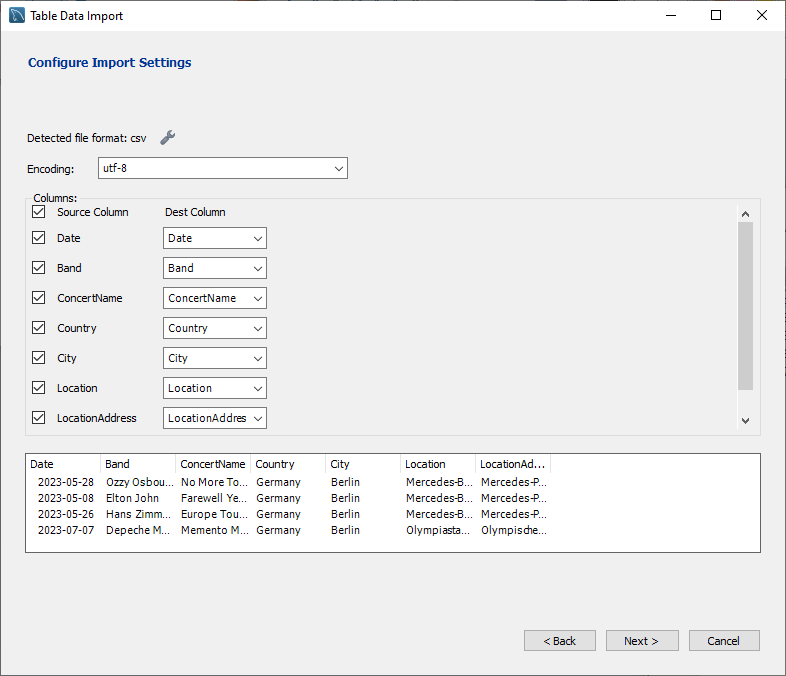 Table Data Import
Configure Import Settings
Detected file format: csv
Encoding: utf-8
Columns:
Source Column Dest Column
Date Date
Band Band
ConcertName ConcertName
Country Country
City City
Location Location
LocationAddress LocationAddres
Date Band ConcertName Country City Location LocationAd...
2023-05-28 Ozzy Osbou... No More To... Germany Berlin Mercedes-B... Mercedes-P...
2023-05-08 Elton John Farewell Ye... Germany Berlin Mercedes-B... Mercedes-P...
2023-05-26 Hans Zimm... Europe Tou... Germany Berlin Mercedes-B... Mercedes-P...
2023-07-07 Depeche M... Memento M... Germany Berlin Olympiasta... Olympische...
< Back Next > Cancel